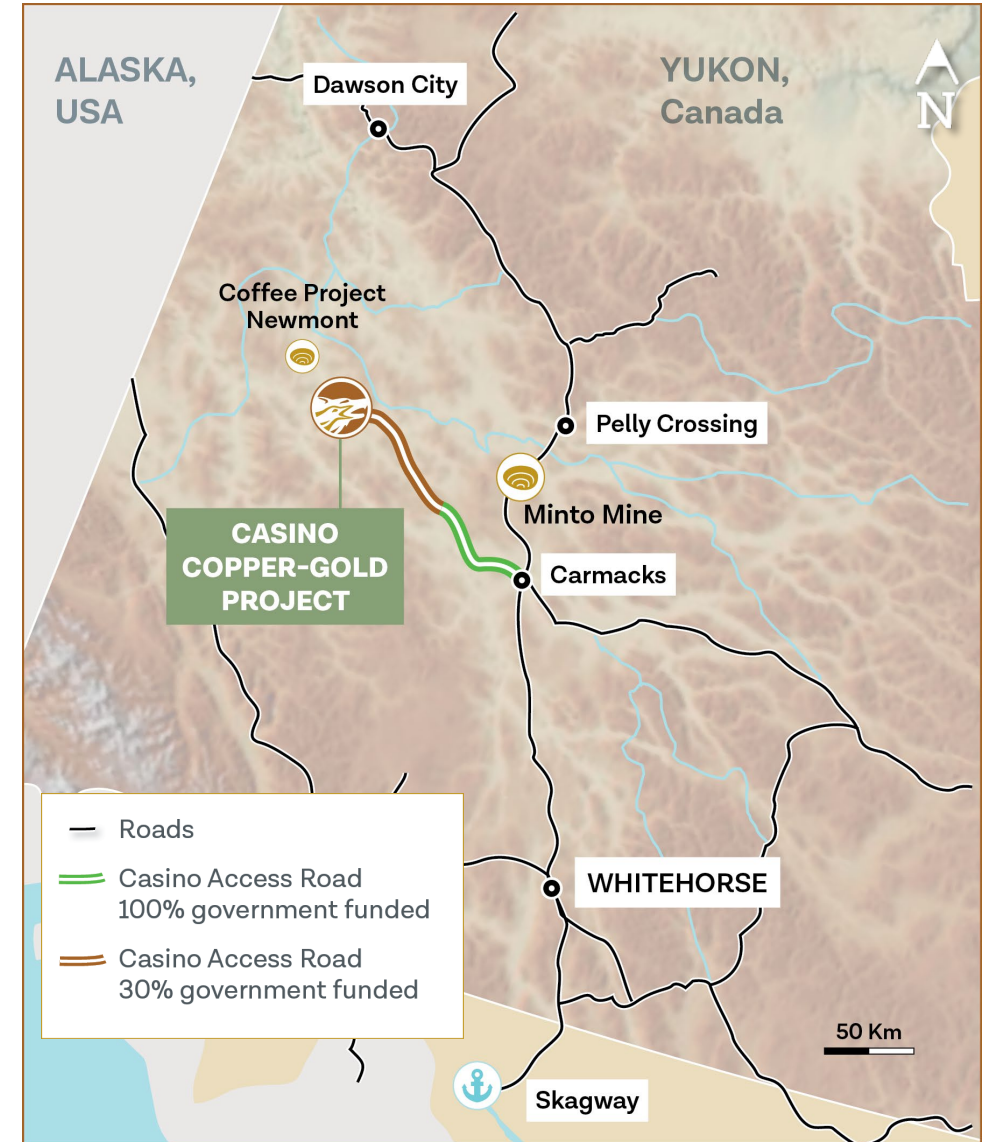 ALASKA,
USA
YUKON,
Canada
N
Dawson City
Coffee Project
Newmont
Pelly Crossing
Minto Mine
CASINO
COPPER-GOLD
PROJECT
Carmacks
Roads
Casino Access Road
100% government funded
Casino Access Road
30% government funded
WHITEHORSE
50 Km
Skagway